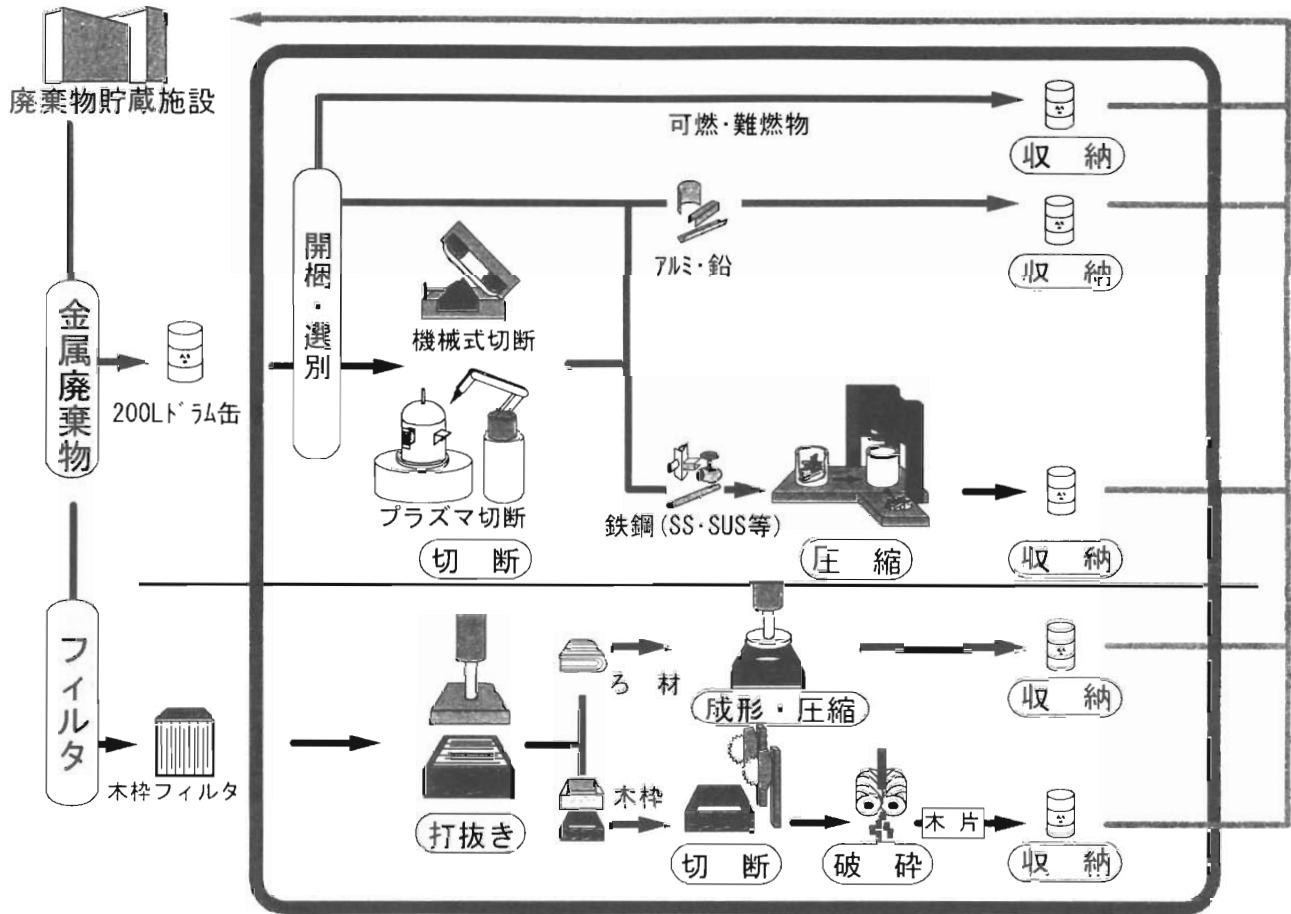 廃棄物貯蔵施設
金属廃棄物
200Lドラム缶
開梱・選別
可燃・難燃物
収 納
アルミ・鉛
収 納
機械式切断
プラズマ切断
切 断
鉄鋼(SS・SUS等)
圧 縮
収 納
フィルタ
木枠フィルタ
打抜き
ろ 材
成形・圧縮
収 納
木枠
切 断
破 砕
木 片
収 納